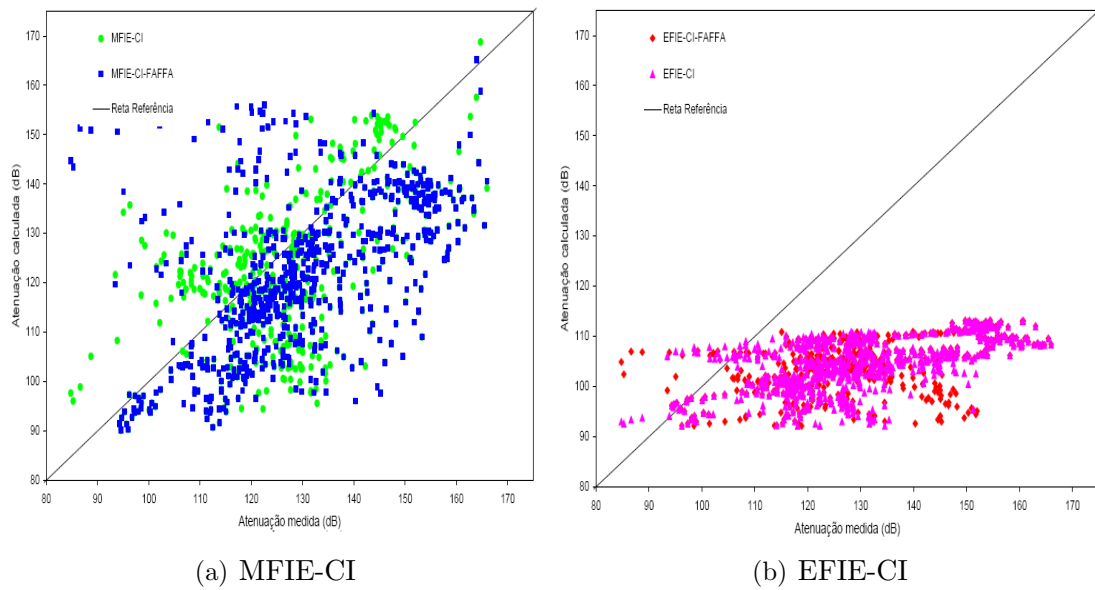 170
160
150
140
130
120
110
100
90
80
Atenuação calculada (dB)
MFIE-CI
MFIE-CI-FAFFA
Reta Referência
80 90 100 110 120 130 140 150 160 170
Atenuação medida (dB)
(a) MFIE-CI
170
160
150
140
130
120
110
100
90
80
Atenuação calculada (dB)
EFIE-CI-FAFFA
EFIE-CI
Reta Referência
80 90 100 110 120 130 140 150 160 170
Atenuação medida (dB)
(b) EFIE-CI